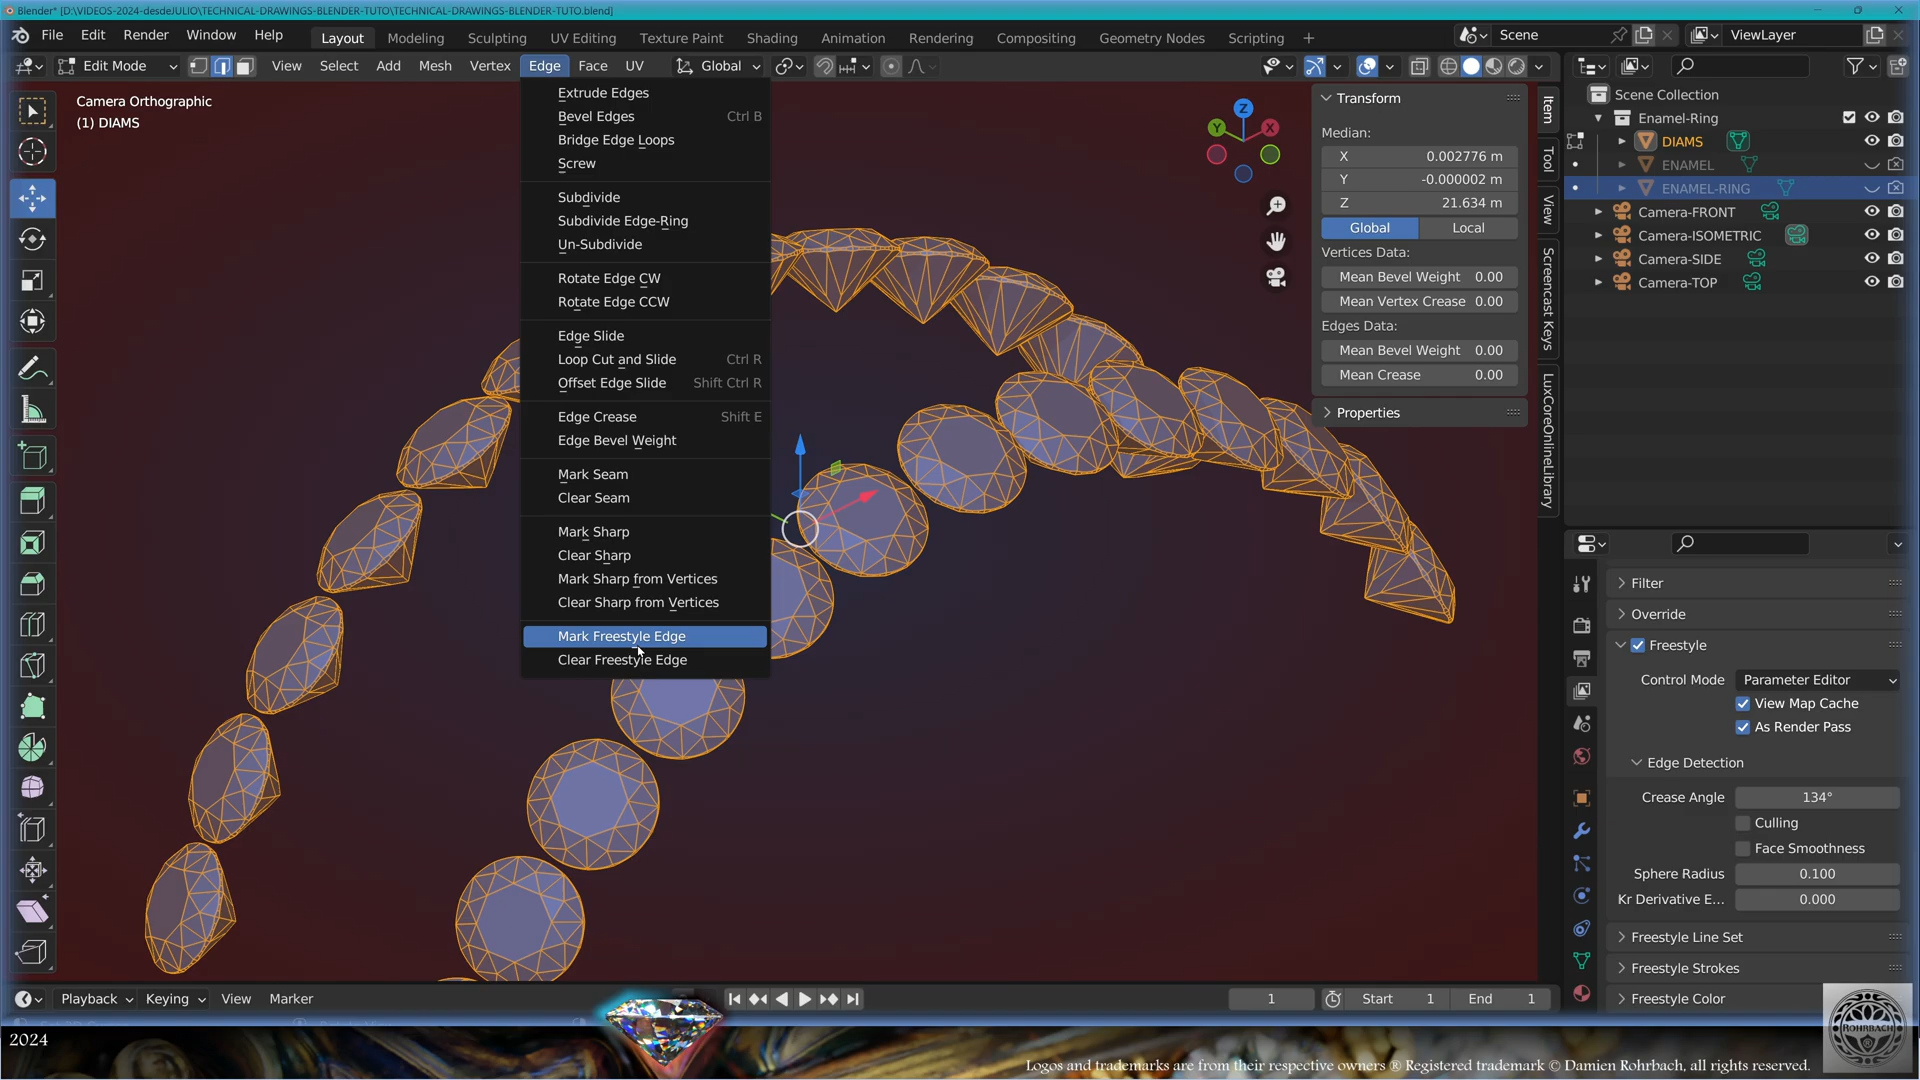 Blender* [D:\VIDEOS-2024-desdeJULIO\TECHNICAL-DRAWINGS-BLENDER-TUTO\TECHNICAL-DRAWINGS-BLENDER-TUTO.blend]
File Edit Render Window Help Layout Modeling Sculpting UV Editing Texture Paint Shading Animation Rendering Compositing Geometry Nodes Scripting + Scene ViewLayer
Edit Mode View Select Add Mesh Vertex Edge Face UV Global
Camera Orthographic
(1) DIAMS
Extrude Edges
Bevel Edges Ctrl B
Bridge Edge Loops
Screw
Subdivide
Subdivide Edge-Ring
Un-Subdivide
Rotate Edge CW
Rotate Edge CCW
Edge Slide
Loop Cut and Slide Ctrl R
Offset Edge Slide Shift Ctrl R
Edge Crease Shift E
Edge Bevel Weight
Mark Seam
Clear Seam
Mark Sharp
Clear Sharp
Mark Sharp from Vertices
Clear Sharp from Vertices
Mark Freestyle Edge
Clear Freestyle Edge
Z
Y
X
Transform
Median:
X 0.002776 m
Y -0.000002 m
Z 21.634 m
Global Local
Vertices Data:
Mean Bevel Weight 0.00
Mean Vertex Crease 0.00
Edges Data:
Mean Bevel Weight 0.00
Mean Crease 0.00
Properties
Item
Tool
View
Screencast Keys
LuxCoreOnlineLibrary
Scene Collection
Enamel-Ring
DIAMS
ENAMEL
ENAMEL-RING
Camera-FRONT
Camera-ISOMETRIC
Camera-SIDE
Camera-TOP
Filter
Override
Freestyle
Control Mode Parameter Editor
View Map Cache
As Render Pass
Edge Detection
Crease Angle 134°
Culling
Face Smoothness
Sphere Radius 0.100
Kr Derivative E... 0.000
Freestyle Line Set
Freestyle Strokes
Freestyle Color
Playback Keying View Marker 1 Start 1 End 1
2024
ROHRBACH
®
Logos and trademarks are from their respective owners ® Registered trademark © Damien Rohrbach, all rights reserved.